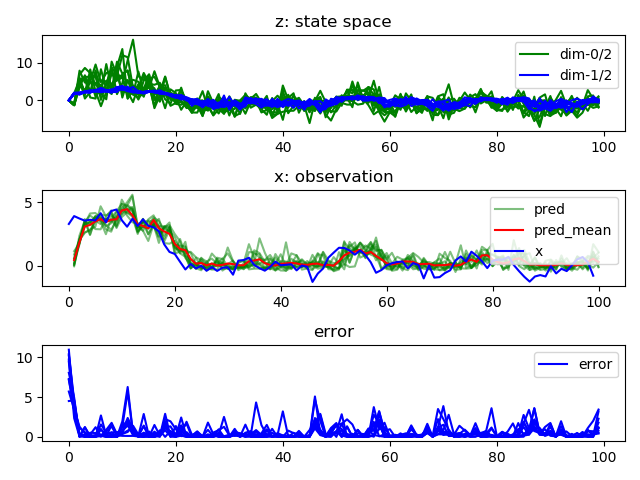 z: state space
10
0
dim-0/2
dim-1/2
0 20 40 60 80 100
x: observation
5
0
pred
pred_mean
x
0 20 40 60 80 100
error
10
5
0
error
0 20 40 60 80 100